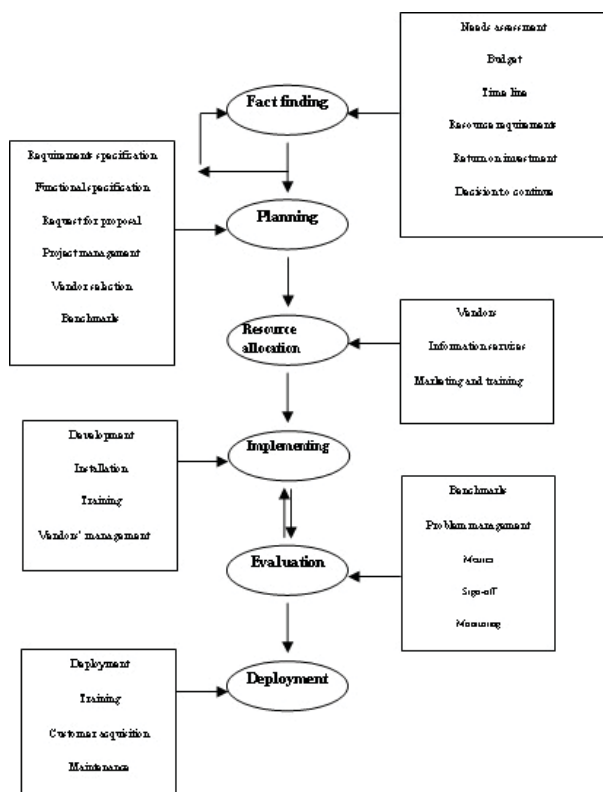 Needs assessment
Budget
Time line
Resource requirements
Return on investment
Decision to continue
Fact finding
Requirements specification
Functional specification
Request for proposal
Project management
Vendor selection
Benchmarks
Planning
Resource
allocation
Vendors
Information services
Marketing and training
Development
Installation
Training
Vendors' management
Implementing
Benchmarks
Problem management
Metrics
Sign-off
Monitoring
Evaluation
Deployment
Training
Customer acquisition
Maintenance
Deployment